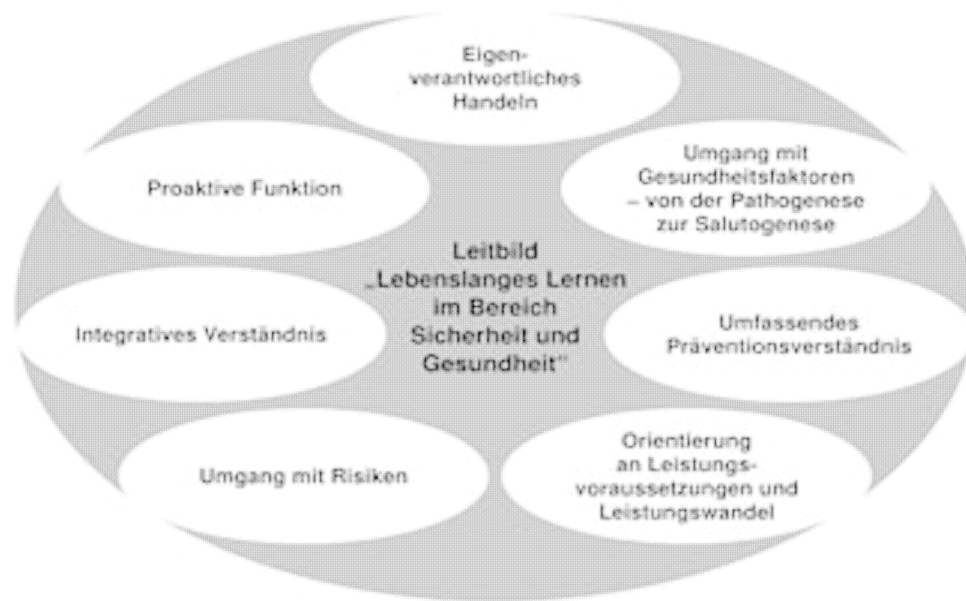 Eigen-
verantwortliches
Handeln
Umgang mit
Gesundheitsfaktoren
– von der Pathogenese
zur Salutogenese
Proaktive Funktion
Leitbild
„Lebenslanges Lernen
im Bereich
Sicherheit und
Gesundheit“
Integratives Verständnis
Umfassendes
Präventionsverständnis
Umgang mit Risiken
Orientierung
an Leistungs-
voraussetzungen und
Leistungswandel